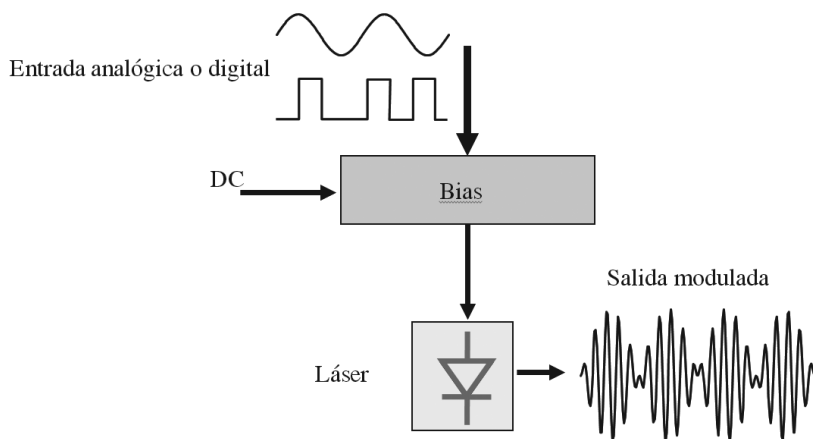 Entrada analógica o digital
DC
Bias
Salida modulada
Láser